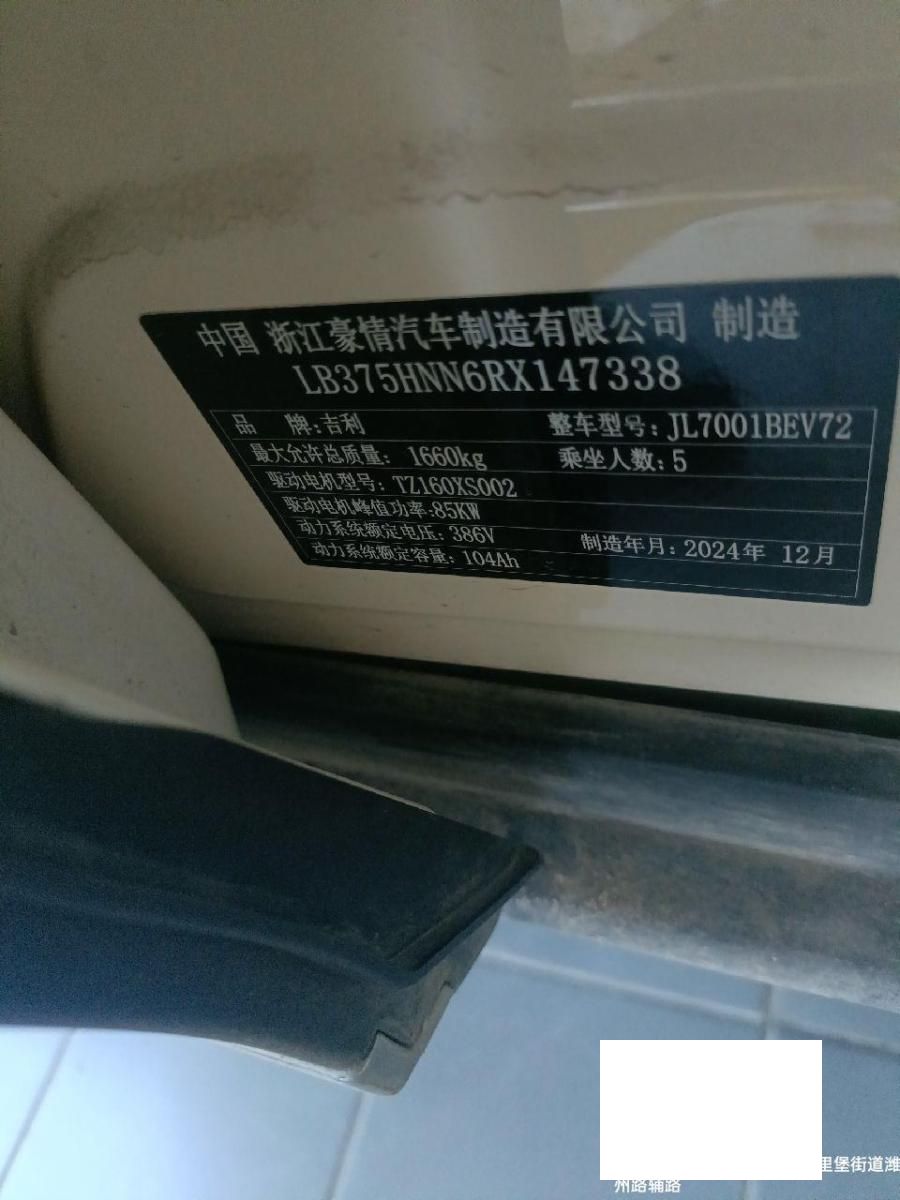 中国 浙江豪情汽车制造有限公司 制造
LB375HNN6RX147338
品 牌:吉利 整车型号:JL7001BEV72
最大允许总质量: 1660kg 乘坐人数:5
驱动电机型号: TZ160XS002
驱动电机峰值功率:85KW
动力系统额定电压: 386V 制造年月: 2024年 12月
动力系统额定容量: 104Ah
里堡街道潍
州路辅路